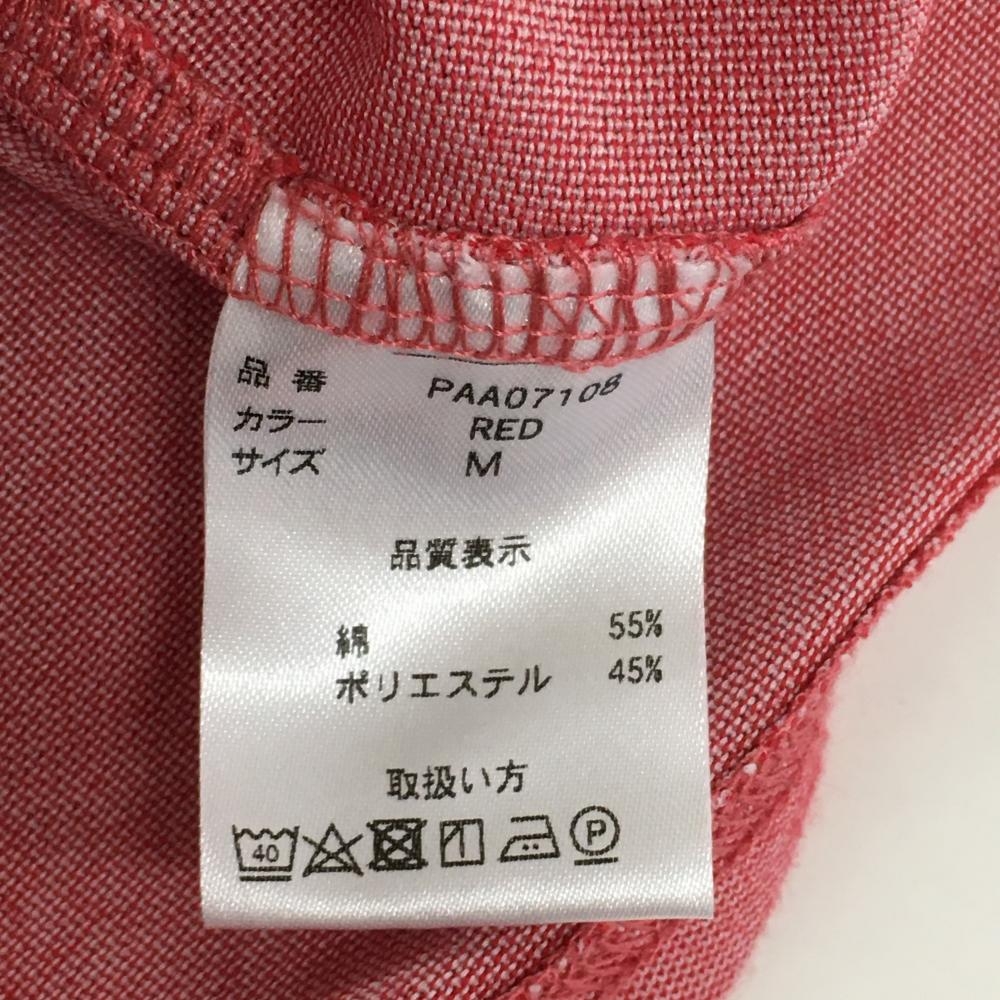 品番 PAA07108
カラー RED
サイズ M
品質表示
綿 55%
ポリエステル 45%
取扱い方
40 P